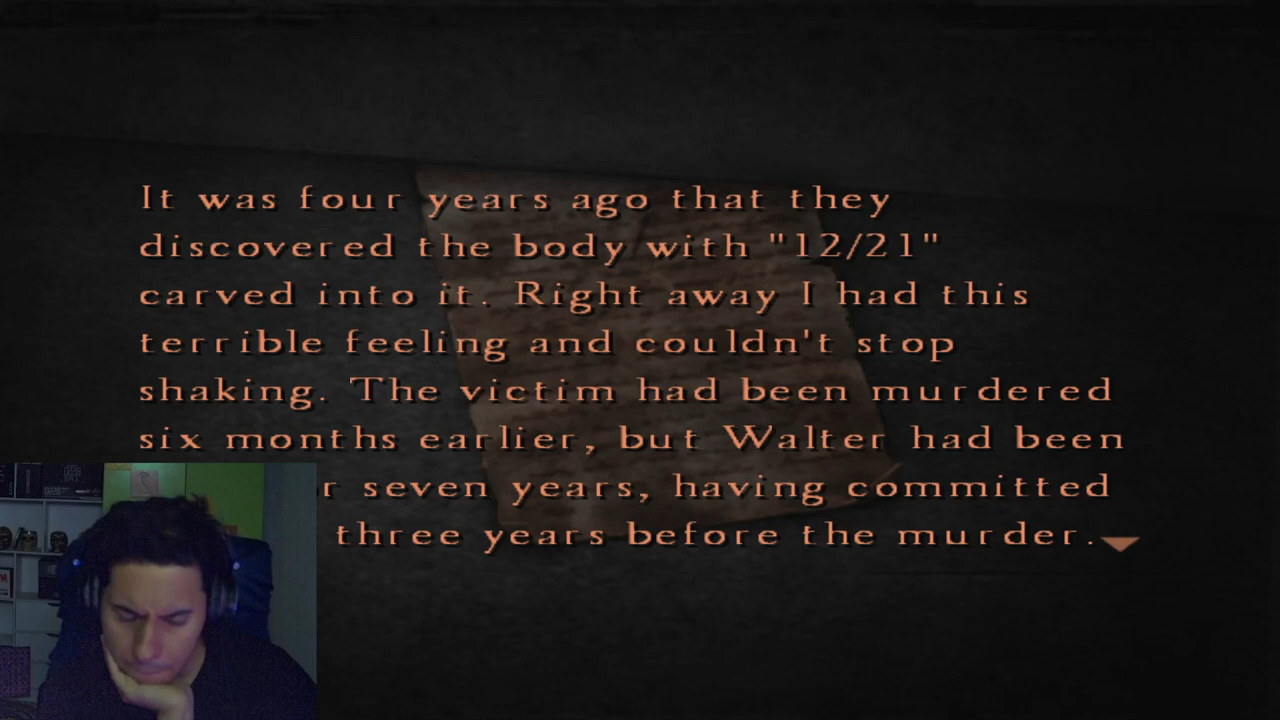 It was four years ago that they
discovered the body with "12/21"
carved into it. Right away I had this
terrible feeling and couldn't stop
shaking. The victim had been murdered
six months earlier, but Walter had been
seven years, having committed
three years before the murder.